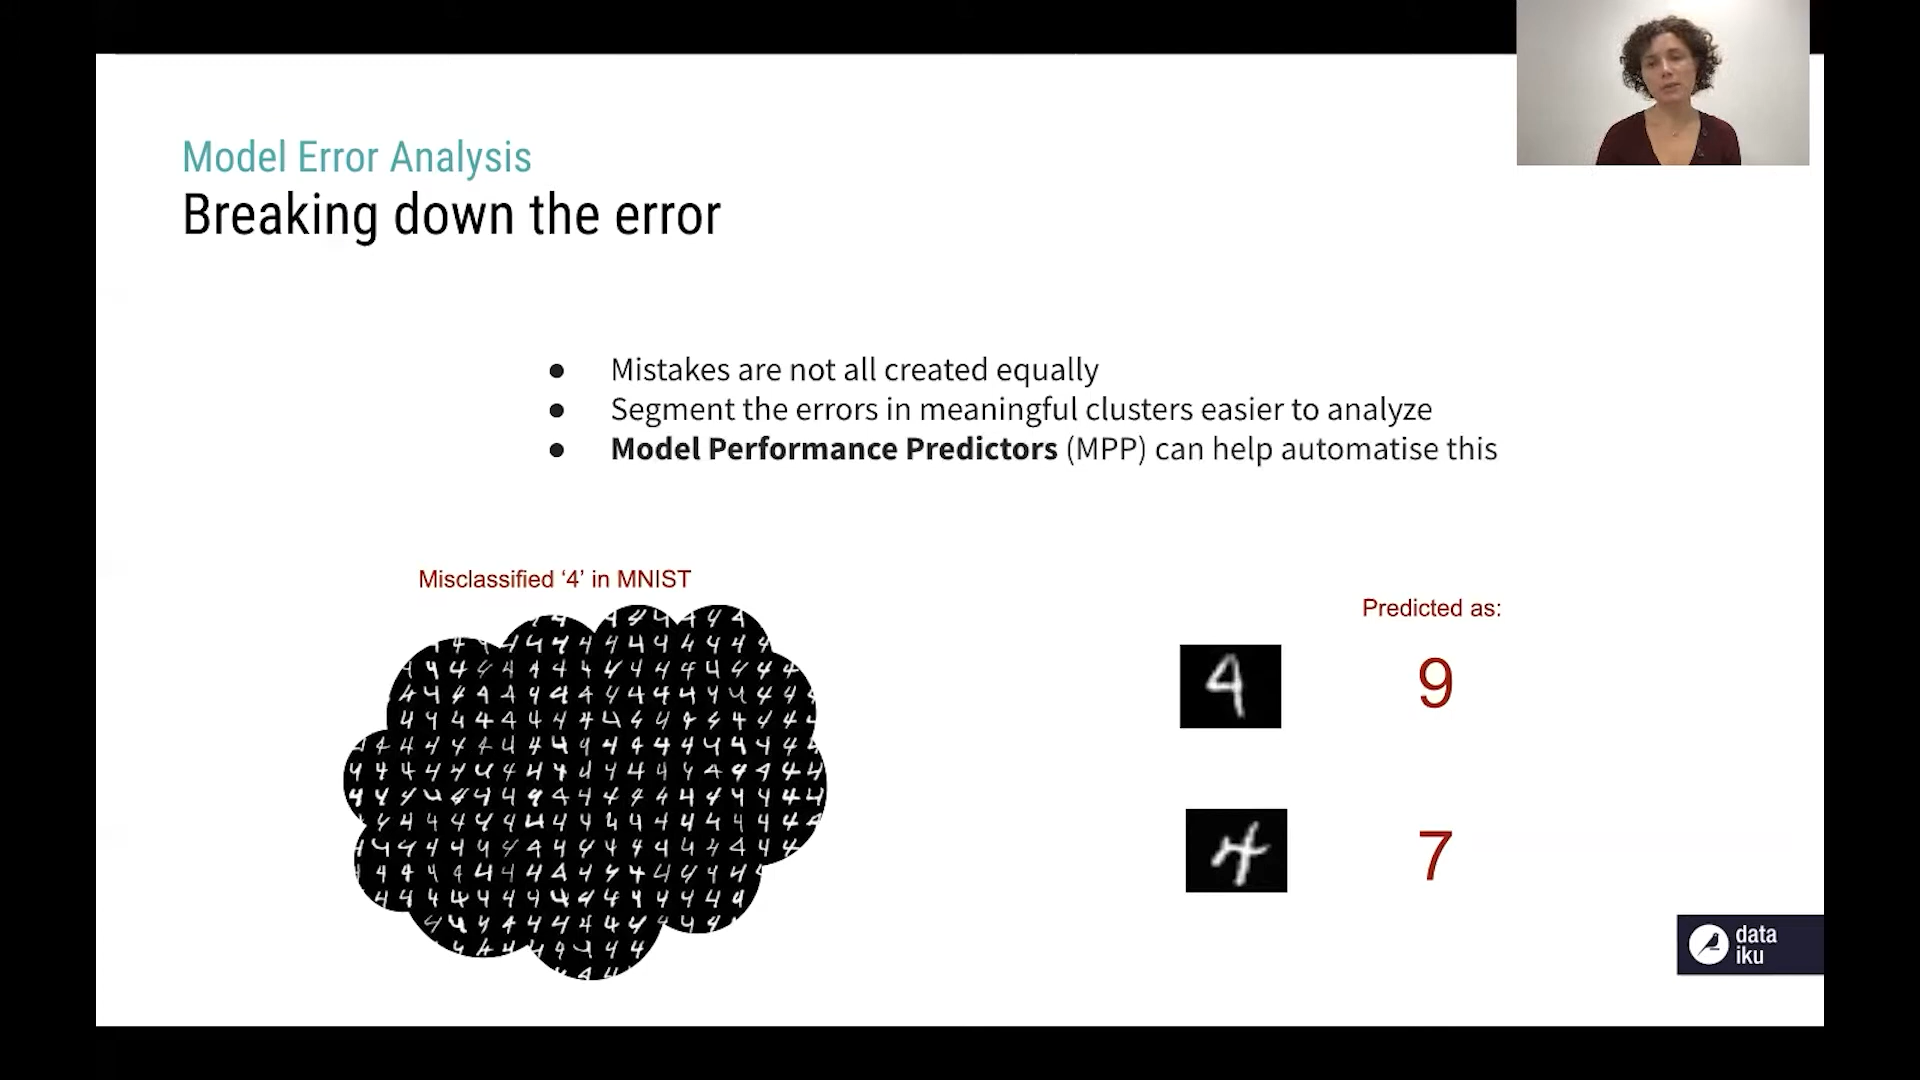 Model Error Analysis
Breaking down the error
● Mistakes are not all created equally
● Segment the errors in meaningful clusters easier to analyze
● Model Performance Predictors (MPP) can help automatise this
Misclassified ‘4’ in MNIST
Predicted as:
4 9
4 7
data
iku